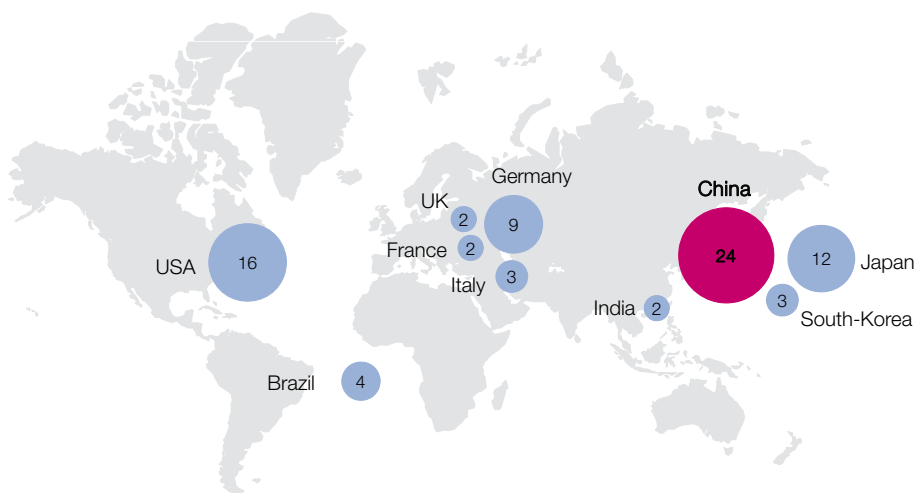 Germany
China
UK
2
9
France
2
24
USA
16
12
Japan
Italy
3
3
India
2
South-Korea
Brazil
4